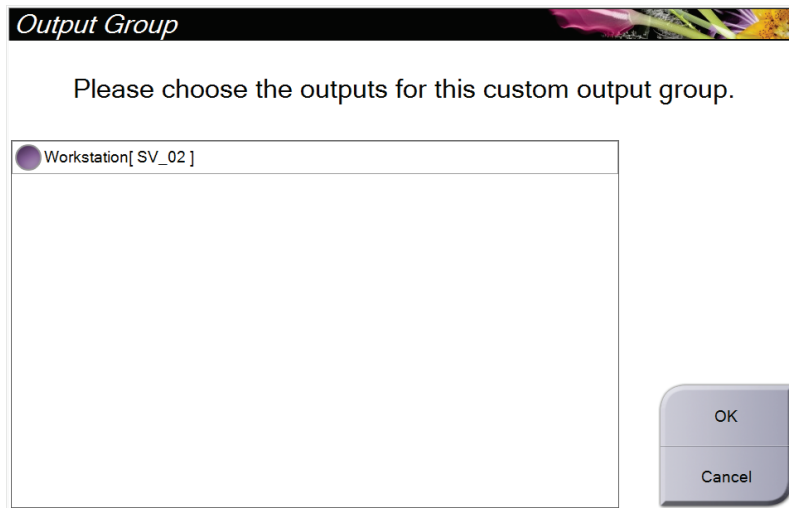 Output Group
Please choose the outputs for this custom output group.
Workstation[ SV_02 ]
OK
Cancel